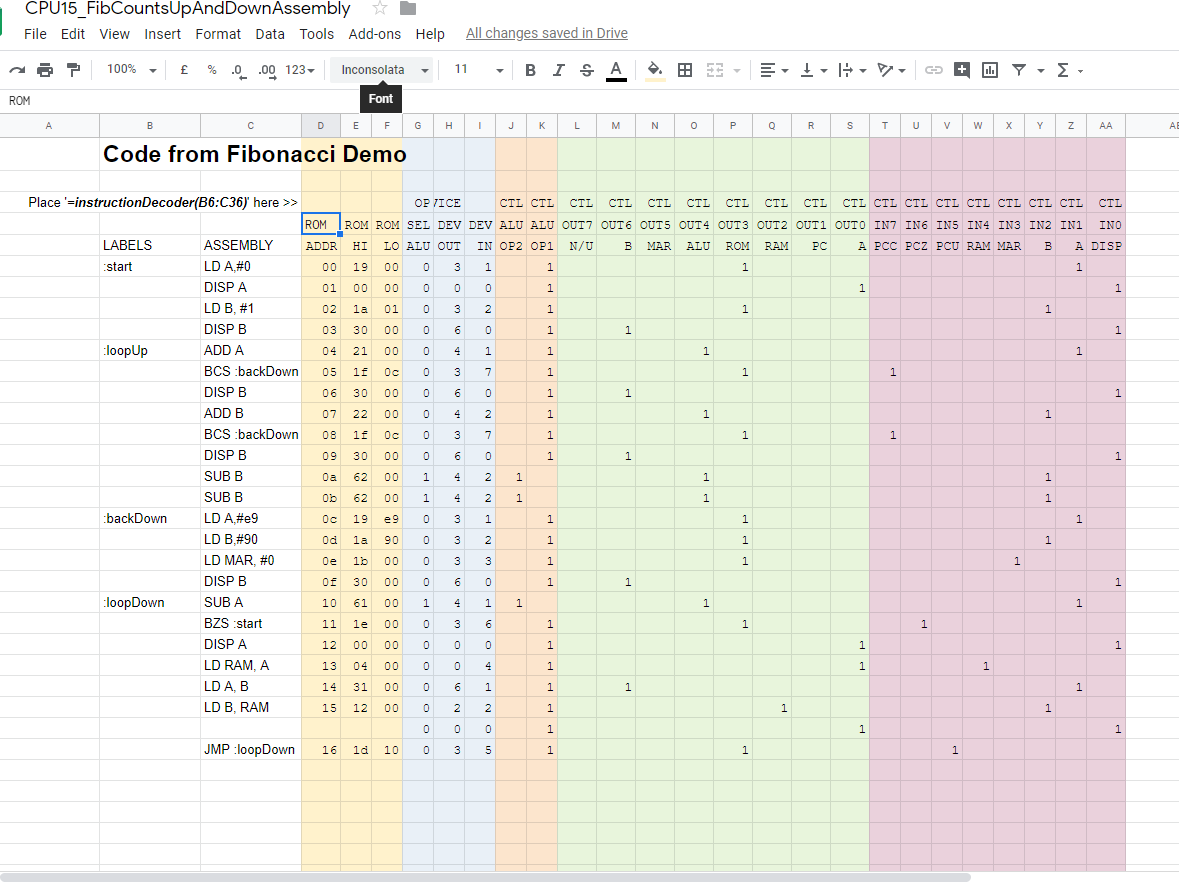 CPU15_FibCountsUpAndDownAssembly
File Edit View Insert Format Data Tools Add-ons Help All changes saved in Drive
100% £ % .0 .00 123 Inconsolata 11 B I S A Σ
ROM
Font
A B C D E F G H I J K L M N O P Q R S T U V W X Y Z AA
Code from Fibonacci Demo
Place '=instructionDecoder(B6:C36)' here >> OP VICE CTL CTL CTL CTL CTL CTL CTL CTL CTL CTL CTL CTL CTL CTL CTL CTL CTL CTL
ROM ROM ROM SEL DEV DEV ALU ALU OUT7 OUT6 OUT5 OUT4 OUT3 OUT2 OUT1 OUT0 IN7 IN6 IN5 IN4 IN3 IN2 IN1 IN0
LABELS ASSEMBLY ADDR HI LO ALU OUT IN OP2 OP1 N/U B MAR ALU ROM RAM PC A PCC PCZ PCU RAM MAR B A DISP
:start LD A,#0 00 19 00 0 3 1 1 1 1
DISP A 01 00 00 0 0 0 1 1 1
LD B, #1 02 1a 01 0 3 2 1 1 1
DISP B 03 30 00 0 6 0 1 1 1
:loopUp ADD A 04 21 00 0 4 1 1 1 1
BCS :backDown 05 1f 0c 0 3 7 1 1 1
DISP B 06 30 00 0 6 0 1 1 1
ADD B 07 22 00 0 4 2 1 1 1
BCS :backDown 08 1f 0c 0 3 7 1 1 1
DISP B 09 30 00 0 6 0 1 1 1
SUB B 0a 62 00 1 4 2 1 1 1
SUB B 0b 62 00 1 4 2 1 1 1
:backDown LD A,#e9 0c 19 e9 0 3 1 1 1 1
LD B,#90 0d 1a 90 0 3 2 1 1 1
LD MAR, #0 0e 1b 00 0 3 3 1 1 1
DISP B 0f 30 00 0 6 0 1 1 1
:loopDown SUB A 10 61 00 1 4 1 1 1 1
BZS :start 11 1e 00 0 3 6 1 1 1
DISP A 12 00 00 0 0 0 1 1 1
LD RAM, A 13 04 00 0 0 4 1 1 1
LD A, B 14 31 00 0 6 1 1 1 1
LD B, RAM 15 12 00 0 2 2 1 1 1
0 0 0 1 1 1
JMP :loopDown 16 1d 10 0 3 5 1 1 1